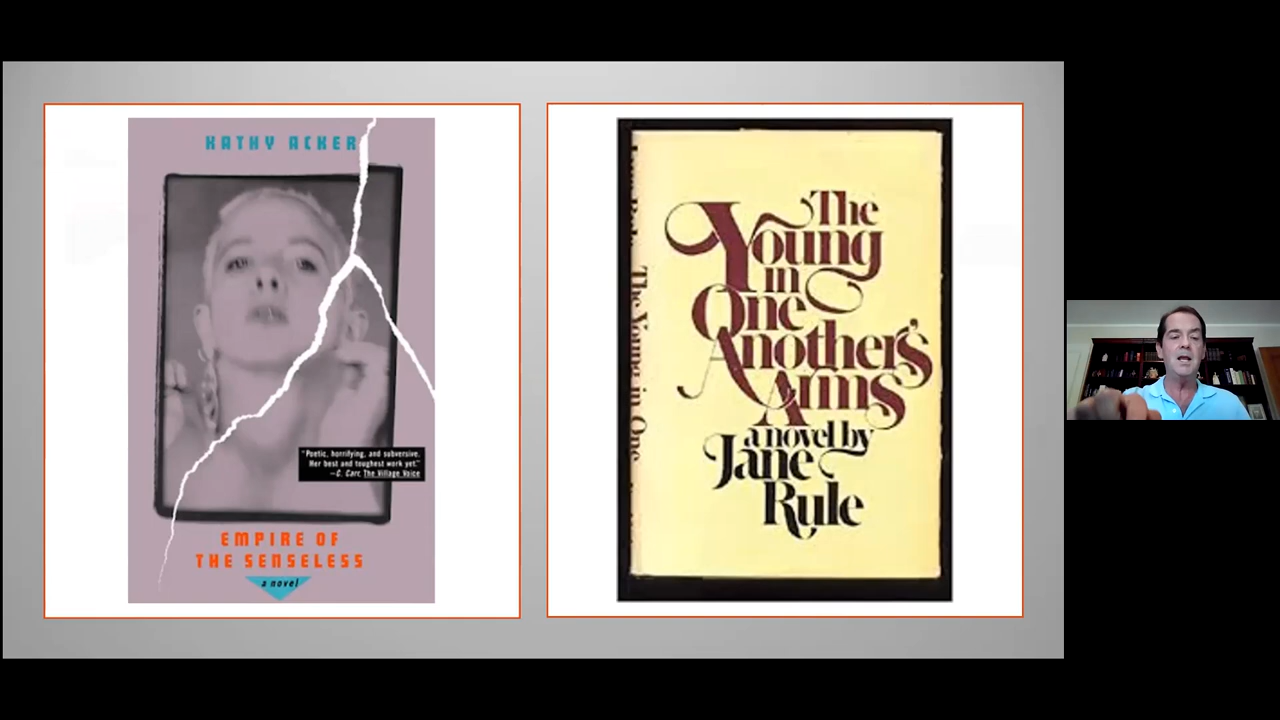 KATHY ACKER
"Poetic, horrifying, and subversive.
Her best and toughest work yet."
—C. Carr, The Village Voice
EMPIRE OF
THE SENSELESS
a novel
The Young in One
The
Young
in
One
Another's
Arms
a novel by
Jane
Rule